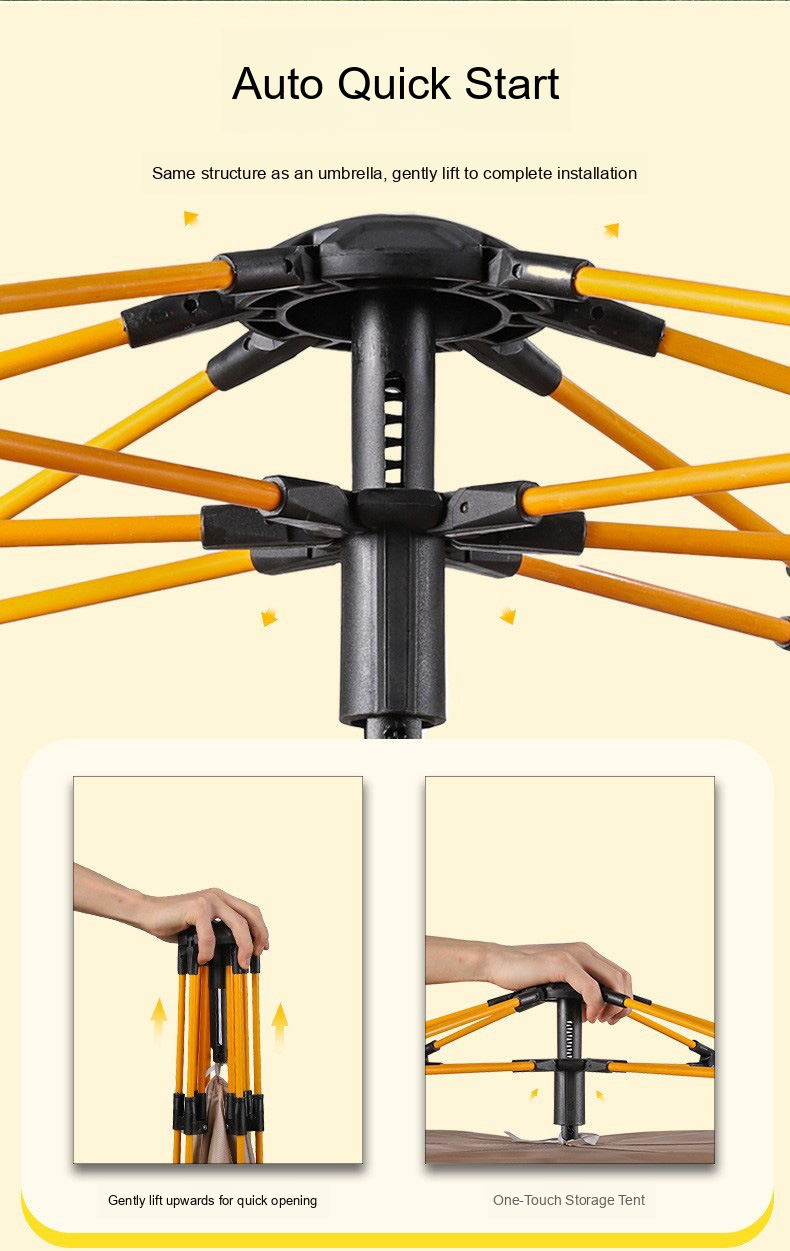 Auto Quick Start
Same structure as an umbrella, gently lift to complete installation
Gently lift upwards for quick opening
One-Touch Storage Tent